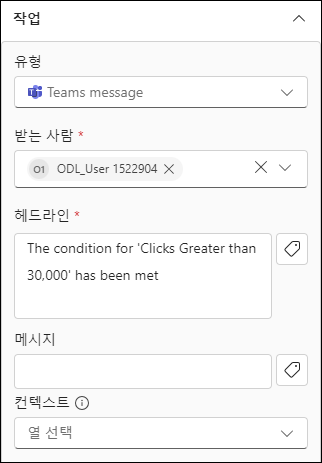 작업
유형
Teams message
받는 사람 *
O1 ODL_User 1522904
헤드라인 *
The condition for 'Clicks Greater than
30,000' has been met
메시지
컨텍스트
열 선택